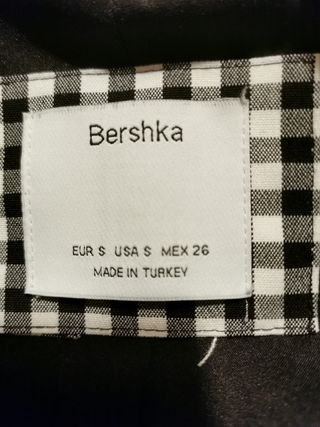 Bershka
EUR S USA S MEX 26
MADE IN TURKEY